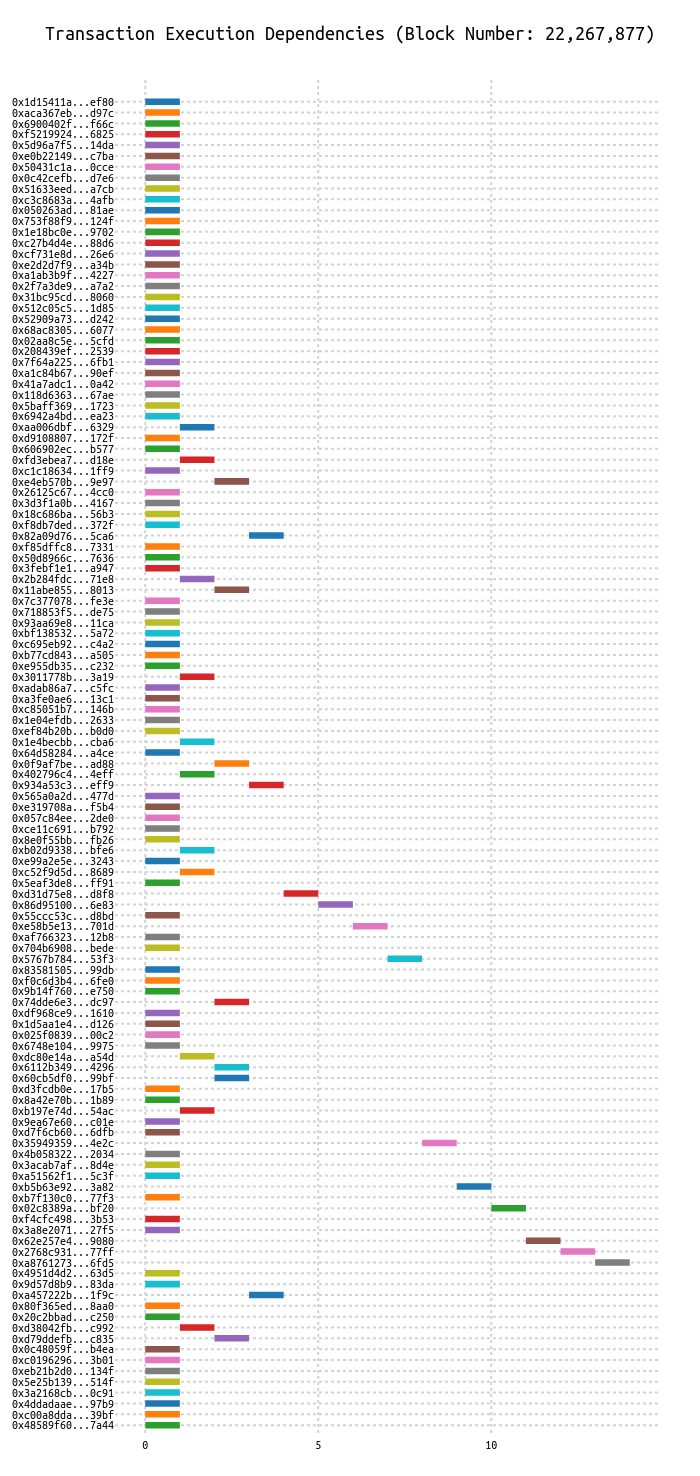 Transaction Execution Dependencies (Block Number: 22,267,877)
0x1d15411a...ef80
0xaca367eb...d97c
0x6900402f...f66c
0xf5219924...6825
0x5d96a7f5...14da
0xe0b22149...c7ba
0x50431c1a...0cce
0x0c42cefb...d7e6
0x51633eed...a7cb
0xc3c8683a...4afb
0x050263ad...81ae
0x753f88f9...124f
0x1e18bc0e...9702
0xc27b4d4e...88d6
0xcf731e8d...26e6
0xe2d2d7f9...a34b
0xa1ab3b9f...4227
0x2f7a3de9...a7a2
0x31bc95cd...8060
0x512c05c5...1d85
0x52909a73...d242
0x68ac8305...6077
0x02aa8c5e...5cfd
0x208439ef...2539
0x7f64a225...6fb1
0xa1c84b67...90ef
0x41a7adc1...0a42
0x118d6363...67ae
0x5baff369...1723
0x6942a4bd...ea23
0xaa006dbf...6329
0xd9108807...172f
0x606902ec...b577
0xfd3ebea7...d18e
0xc1c18634...1ff9
0xe4eb570b...9e97
0x26125c67...4cc0
0x3d3f1a0b...4167
0x18c686ba...56b3
0xf8db7ded...372f
0x82a09d76...5ca6
0xf85dffc8...7331
0x50d8966c...7636
0x3febf1e1...a947
0x2b284fdc...71e8
0x11abe855...8013
0x7c377078...fe3e
0x718853f5...de75
0x93aa69e8...11ca
0xbf138532...5a72
0xc695eb92...c4a2
0xb77cd843...a505
0xe955db35...c232
0x3011778b...3a19
0xadab86a7...c5fc
0xa3fe0ae6...13c1
0xc85051b7...146b
0x1e04efdb...2633
0xef84b20b...b0d0
0x1e4becbb...cba6
0x64d58284...a4ce
0x0f9af7be...ad88
0x402796c4...4eff
0x934a53c3...eff9
0x565a0a2d...477d
0xe319708a...f5b4
0x057c84ee...2de0
0xce11c691...b792
0x8e0f55bb...fb26
0xb02d9338...bfe6
0xe99a2e5e...3243
0xc52f9d5d...8689
0x5eaf3de8...ff91
0xd31d75e8...d8f8
0x86d95100...6e83
0x55ccc53c...d8bd
0xe58b5e13...701d
0xaf766323...12b8
0x704b6908...bede
0x5767b784...53f3
0x83581505...99db
0xf0c6d3b4...6fe0
0x9b14f760...e750
0x74dde6e3...dc97
0xdf968ce9...1610
0x1d5aa1e4...d126
0x025f0839...00c2
0x6748e104...9975
0xdc80e14a...a54d
0x6112b349...4296
0x60cb5df0...99bf
0xd3fcdb0e...17b5
0x8a42e70b...1b89
0xb197e74d...54ac
0x9ea67e60...c01e
0xd7f6cb60...6dfb
0x35949359...4e2c
0x4b058322...2034
0x3acab7af...8d4e
0xa51562f1...5c3f
0xb5b63e92...3a82
0xb7f130c0...77f3
0x02c8389a...bf20
0xf4cfc498...3b53
0x3a8e2071...27f5
0x62e257e4...9080
0x2768c931...77ff
0xa8761273...6fd5
0x4951d4d2...63d5
0x9d57d8b9...83da
0xa457222b...1f9c
0x80f365ed...8aa0
0x20c2bbad...c250
0xd38042fb...c992
0xd79ddefb...c835
0x0c48059f...b4ea
0xc0196296...3b01
0xeb21b2d0...134f
0x5e25b139...514f
0x3a2168cb...0c91
0x4ddadaae...97b9
0xc00a8dda...39bf
0x48589f60...7a44
0 5 10